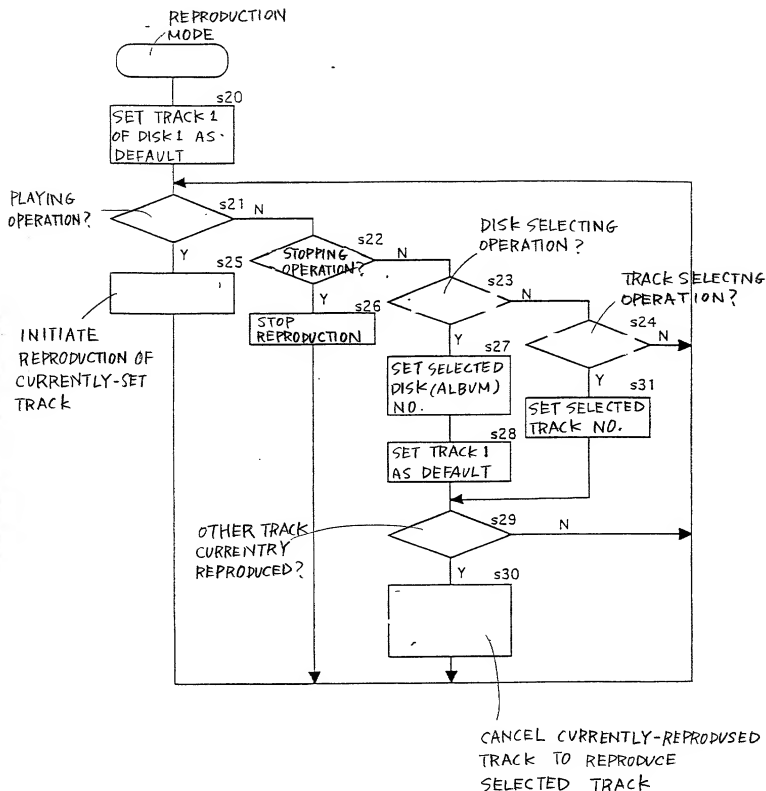 REPRODUCTION
MODE
s20
SET TRACK 1
OF DISK 1 AS
DEFAULT
PLAYING
OPERATION?
s21
N
Y
s25
INITIATE
REPRODUCTION OF
CURRENTLY-SET
TRACK
s22
STOPPING
OPERATION?
N
Y
s26
STOP
REPRODUCTION
DISK SELECTING
OPERATION?
s23
N
Y
s27
SET SELECTED
DISK (ALBUM)
NO.
s28
SET TRACK 1
AS DEFAULT
TRACK SELECTNG
OPERATION?
s24
N
Y
s31
SET SELECTED
TRACK NO.
OTHER TRACK
CURRENTRY
REPRODUCED?
s29
N
Y
s30
CANCEL CURRENTLY-REPRODUSED
TRACK TO REPRODUCE
SELECTED TRACK